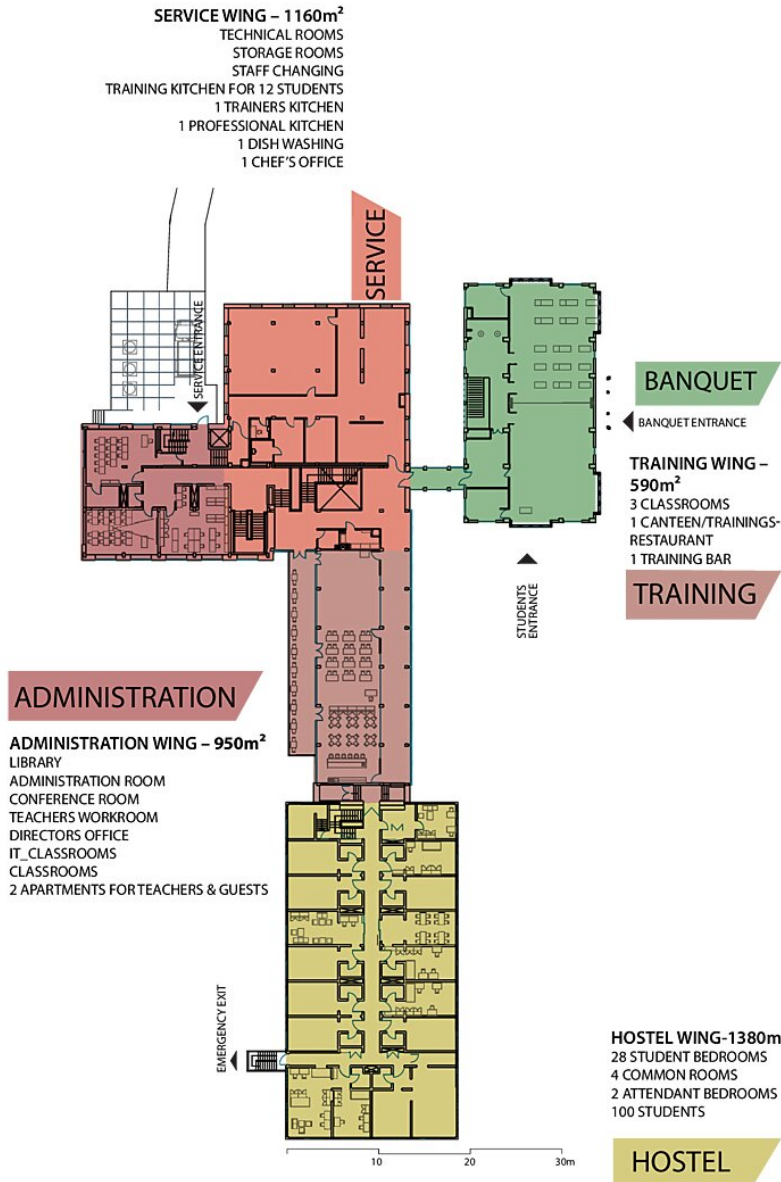 SERVICE WING – 1160m²
TECHNICAL ROOMS
STORAGE ROOMS
STAFF CHANGING
TRAINING KITCHEN FOR 12 STUDENTS
1 TRAINERS KITCHEN
1 PROFESSIONAL KITCHEN
1 DISH WASHING
1 CHEF'S OFFICE
SERVICE
SERVICE ENTRANCE
BANQUET
BANQUET ENTRANCE
TRAINING WING –
590m²
3 CLASSROOMS
1 CANTEEN/TRAININGS-
RESTAURANT
1 TRAINING BAR
TRAINING
STUDENTS
ENTRANCE
ADMINISTRATION
ADMINISTRATION WING – 950m²
LIBRARY
ADMINISTRATION ROOM
CONFERENCE ROOM
TEACHERS WORKROOM
DIRECTORS OFFICE
IT_CLASSROOMS
CLASSROOMS
2 APARTMENTS FOR TEACHERS & GUESTS
EMERGENCY EXIT
HOSTEL WING-1380m
28 STUDENT BEDROOMS
4 COMMON ROOMS
2 ATTENDANT BEDROOMS
100 STUDENTS
HOSTEL
10 20 30m